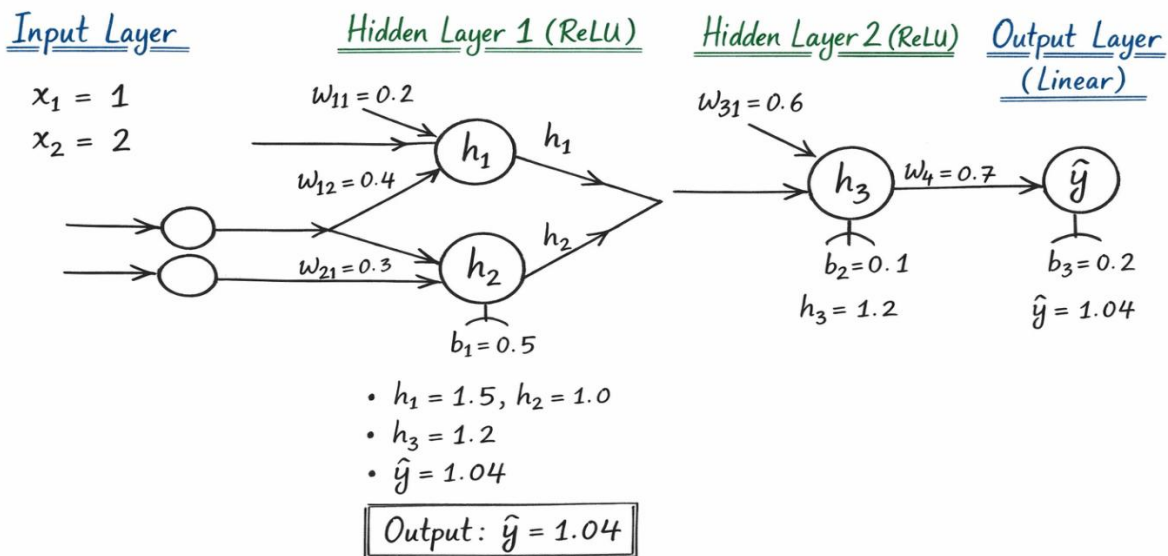 Input Layer
Hidden Layer 1 (ReLU)
Hidden Layer 2 (ReLU)
Output Layer
(Linear)
x₁ = 1
x₂ = 2
w₁₁ = 0.2
w₁₂ = 0.4
w₂₁ = 0.3
h₁
h₂
h₁
h₂
b₁ = 0.5
w₃₁ = 0.6
h₃
w₄ = 0.7
ŷ
b₂ = 0.1
h₃ = 1.2
b₃ = 0.2
ŷ = 1.04
• h₁ = 1.5, h₂ = 1.0
• h₃ = 1.2
• ŷ = 1.04
Output: ŷ = 1.04